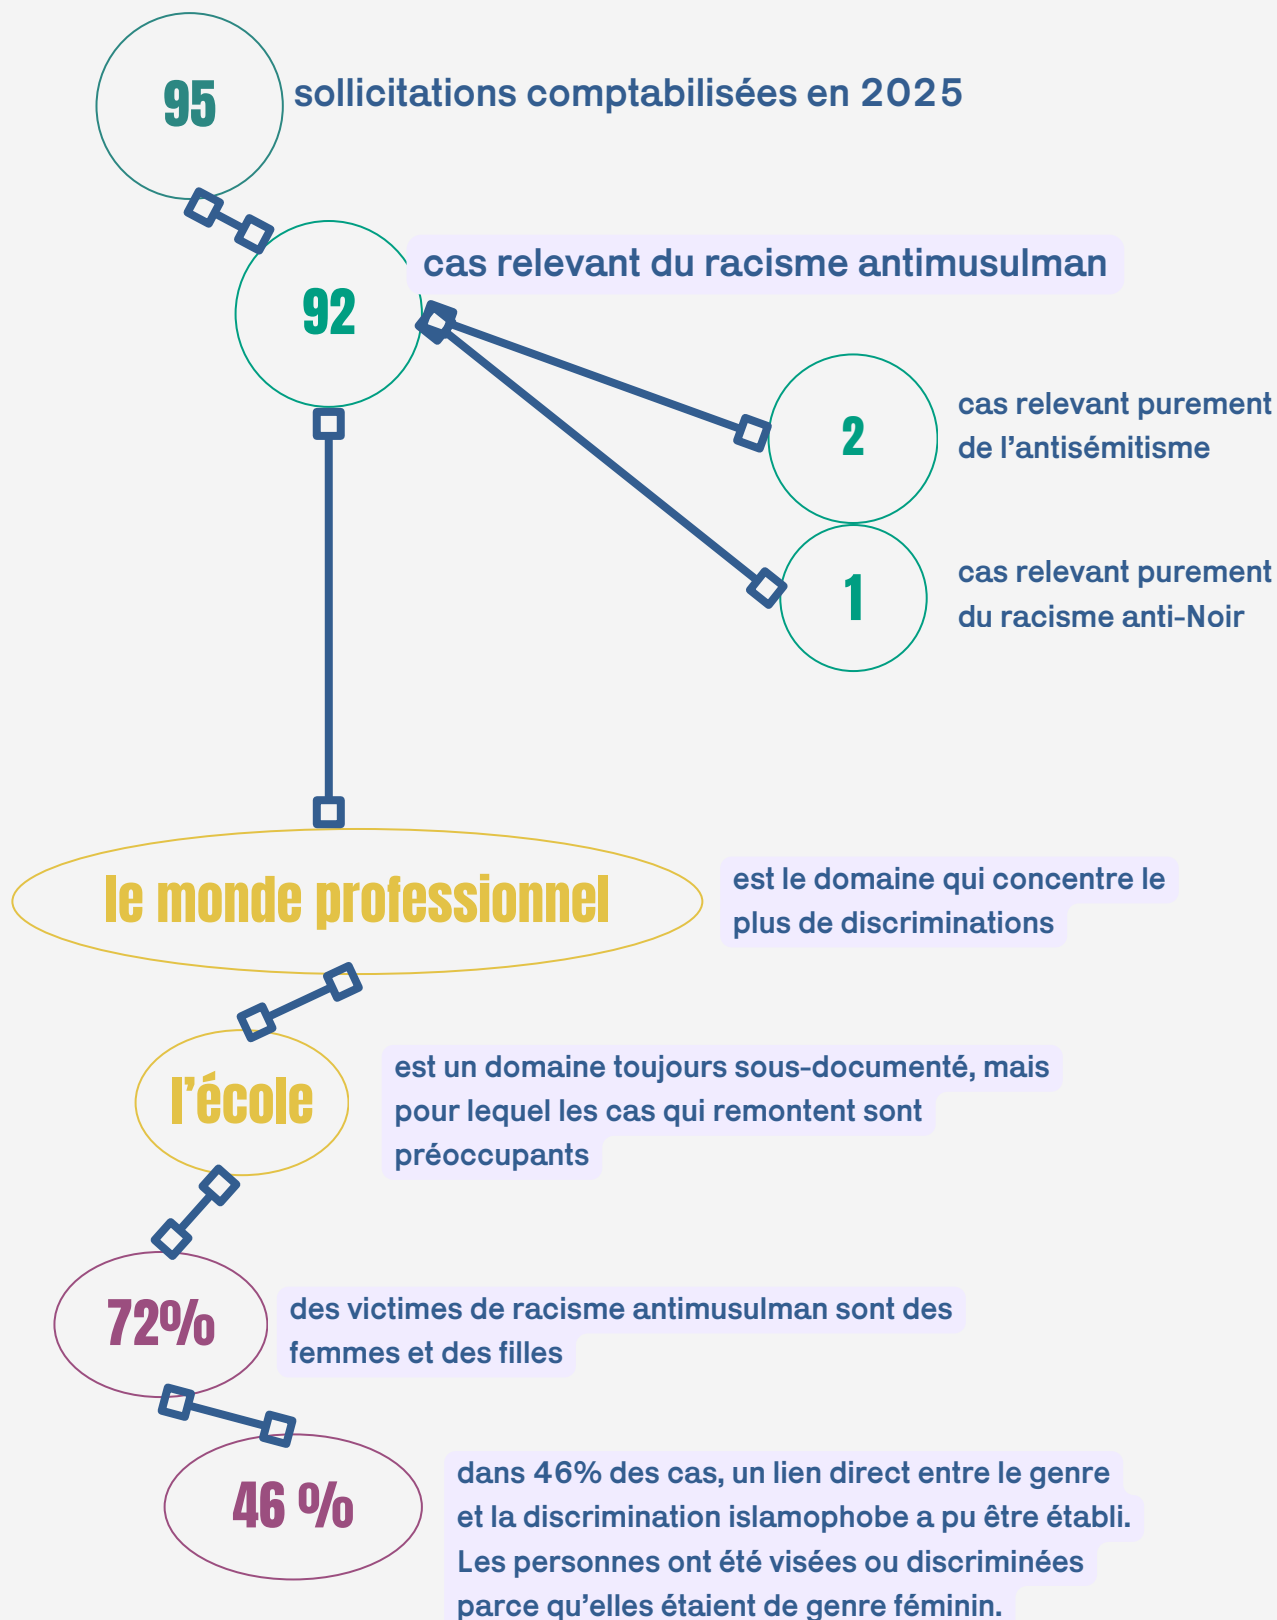 95
sollicitations comptabilisées en 2025
92
cas relevant du racisme antimusulman
2
cas relevant purement
de l’antisémitisme
1
cas relevant purement
du racisme anti-Noir
le monde professionnel
est le domaine qui concentre le
plus de discriminations
l’école
est un domaine toujours sous-documenté, mais
pour lequel les cas qui remontent sont
préoccupants
72%
des victimes de racisme antimusulman sont des
femmes et des filles
46 %
dans 46% des cas, un lien direct entre le genre
et la discrimination islamophobe a pu être établi.
Les personnes ont été visées ou discriminées
parce qu’elles étaient de genre féminin.